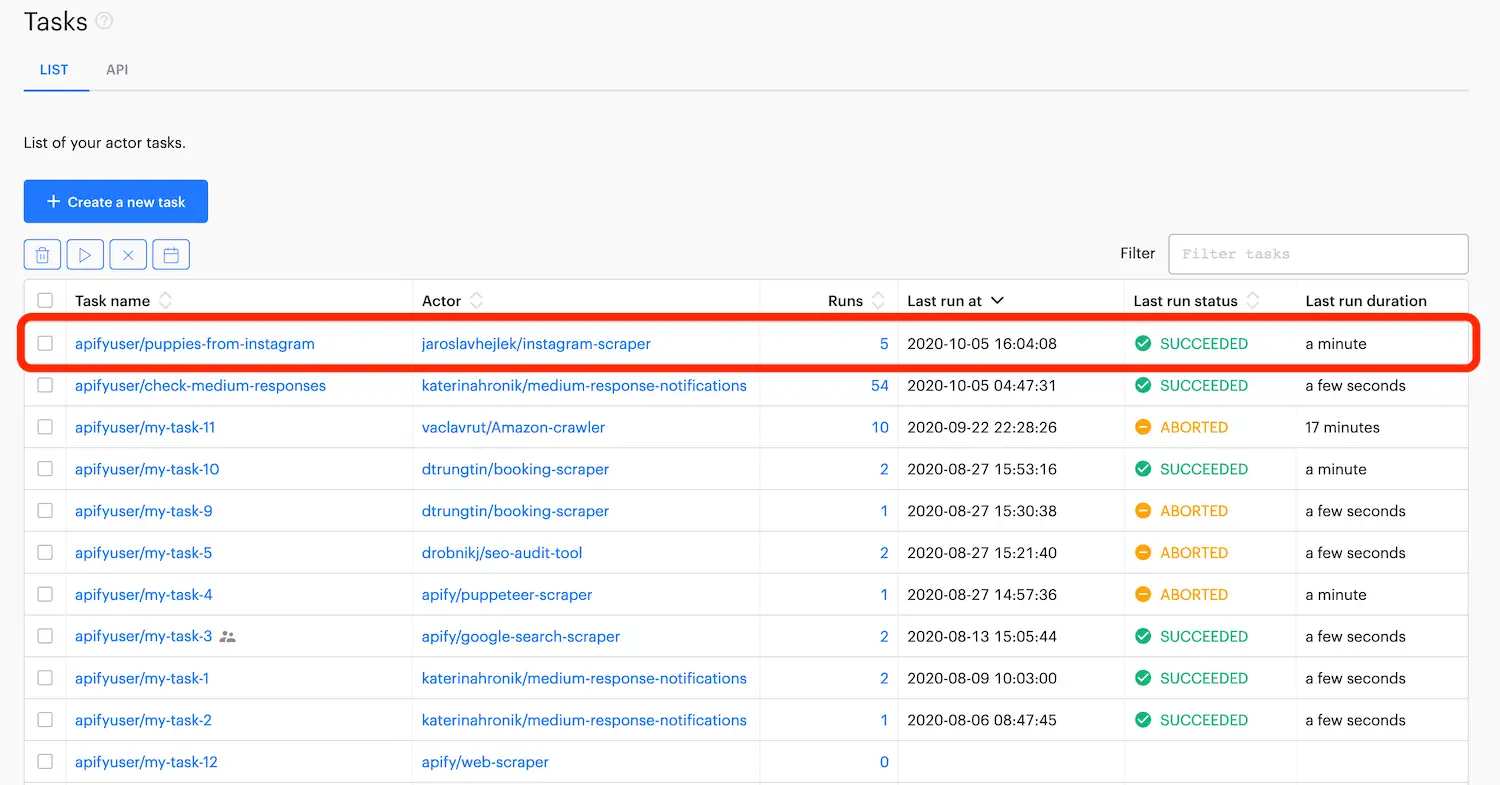 Tasks ?
LIST API
List of your actor tasks.
+ Create a new task
Filter Filter tasks
Task name Actor Runs Last run at Last run status Last run duration
apifyuser/puppies-from-instagram jaroslavhejlek/instagram-scraper 5 2020-10-05 16:04:08 SUCCEEDED a minute
apifyuser/check-medium-responses katerinahronik/medium-response-notifications 54 2020-10-05 04:47:31 SUCCEEDED a few seconds
apifyuser/my-task-11 vaclavrut/Amazon-crawler 10 2020-09-22 22:28:26 ABORTED 17 minutes
apifyuser/my-task-10 dtrungtin/booking-scraper 2 2020-08-27 15:53:16 SUCCEEDED a minute
apifyuser/my-task-9 dtrungtin/booking-scraper 1 2020-08-27 15:30:38 ABORTED a few seconds
apifyuser/my-task-5 drobnikj/seo-audit-tool 2 2020-08-27 15:21:40 ABORTED a few seconds
apifyuser/my-task-4 apify/puppeteer-scraper 1 2020-08-27 14:57:36 ABORTED a minute
apifyuser/my-task-3 apify/google-search-scraper 2 2020-08-13 15:05:44 SUCCEEDED a few seconds
apifyuser/my-task-1 katerinahronik/medium-response-notifications 2 2020-08-09 10:03:00 SUCCEEDED a few seconds
apifyuser/my-task-2 katerinahronik/medium-response-notifications 1 2020-08-06 08:47:45 SUCCEEDED a few seconds
apifyuser/my-task-12 apify/web-scraper 0